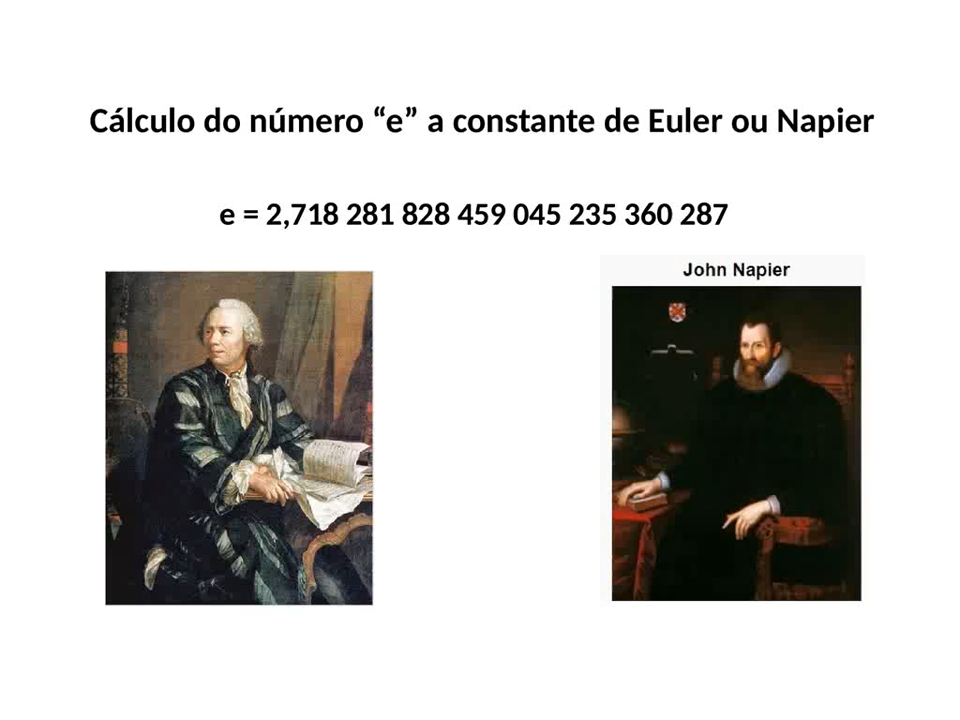 Cálculo do número “e” a constante de Euler ou Napier
e = 2,718 281 828 459 045 235 360 287
John Napier